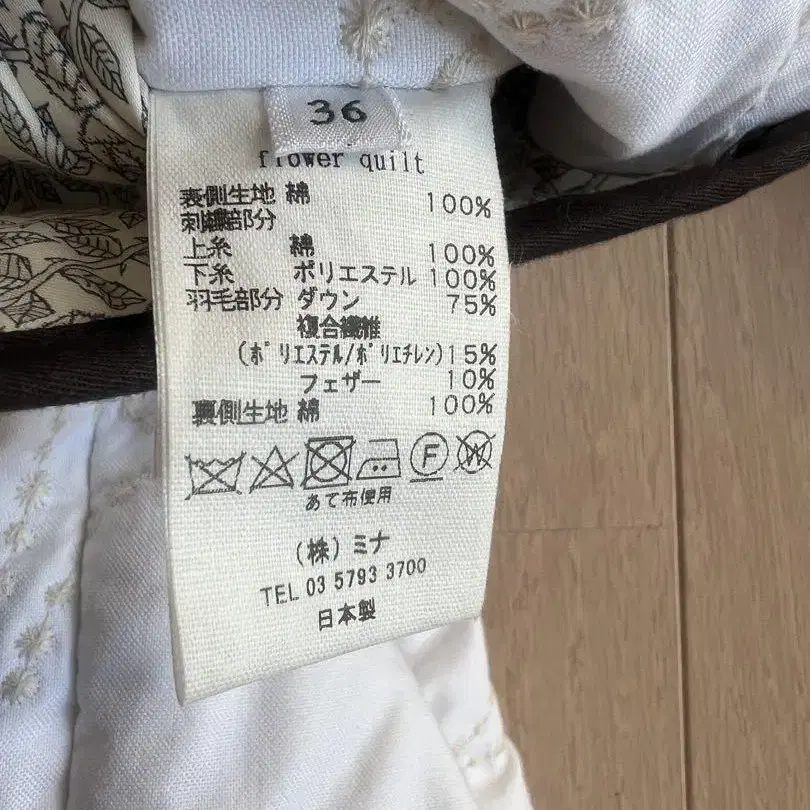 36
flower quilt
表側生地 綿 100%
刺繍部分
上糸 綿 100%
下糸 ポリエステル 100%
羽毛部分 ダウン 75%
複合繊維
(ポリエステル/ポリエチレン) 15%
フェザー 10%
裏側生地 綿 100%
F W
あて布使用
(株) ミナ
TEL 03 5793 3700
日本製